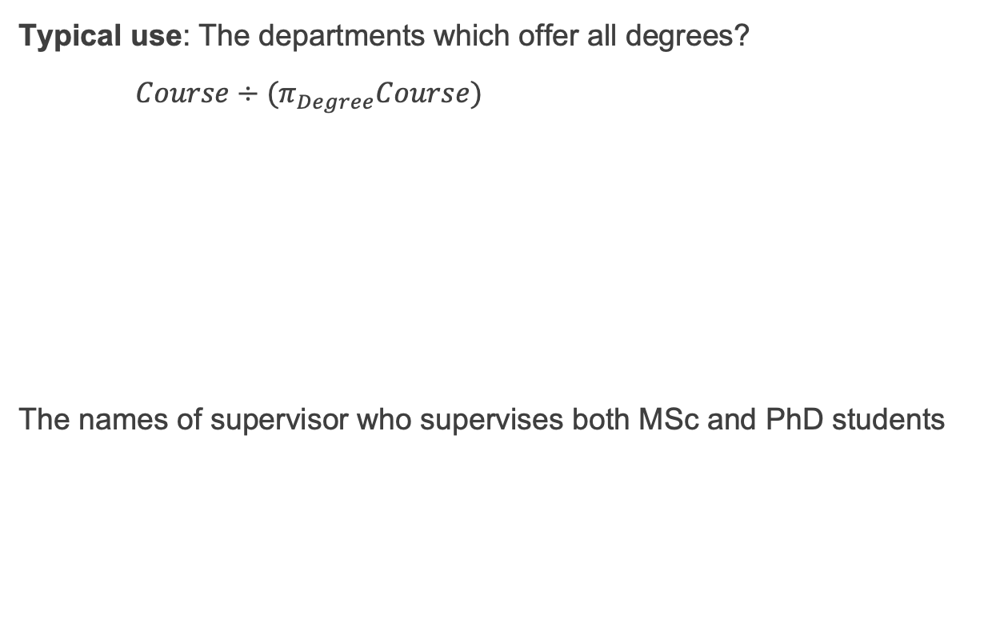 Typical use: The departments which offer all degrees?
Course ÷ (π_Degree Course)
The names of supervisor who supervises both MSc and PhD students